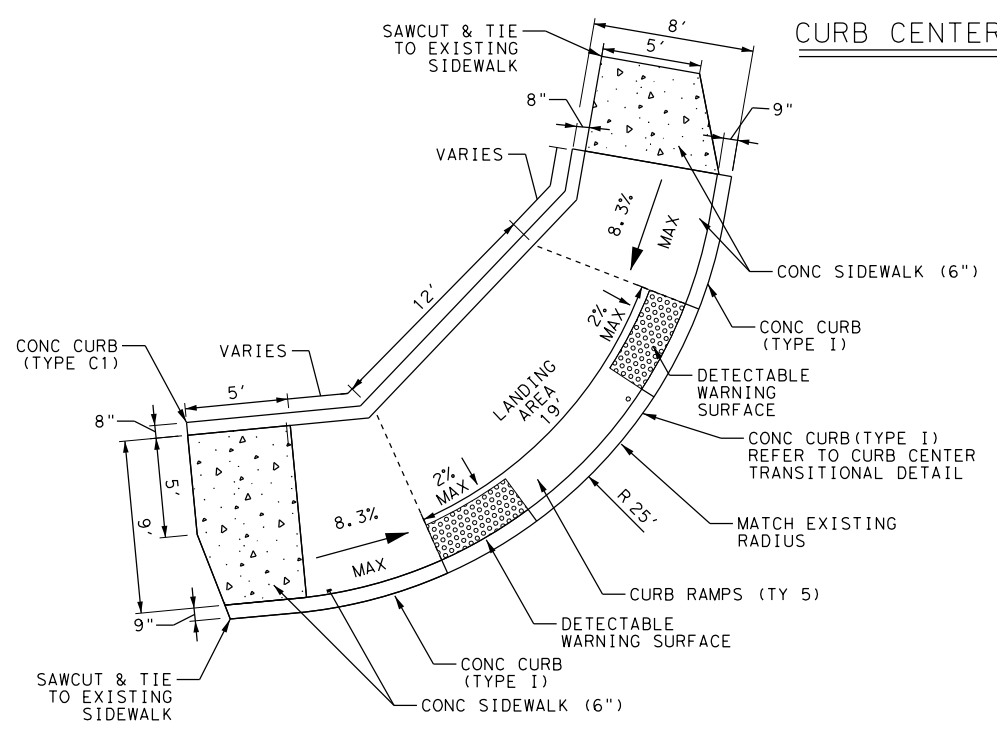 SAWCUT & TIE
TO EXISTING
SIDEWALK
8'
5'
CURB CENTER
8"
9"
VARIES
8.3%
MAX
CONC SIDEWALK (6")
12'
2%
MAX
CONC CURB
(TYPE I)
CONC CURB
(TYPE C1)
VARIES
DETECTABLE
WARNING
SURFACE
5'
LANDING
AREA
19'
8"
CONC CURB(TYPE I)
REFER TO CURB CENTER
TRANSITIONAL DETAIL
5'
2%
MAX
R 25'
9'
8.3%
MAX
MATCH EXISTING
RADIUS
CURB RAMPS (TY 5)
9"
DETECTABLE
WARNING SURFACE
CONC CURB
(TYPE I)
SAWCUT & TIE
TO EXISTING
SIDEWALK
CONC SIDEWALK (6")